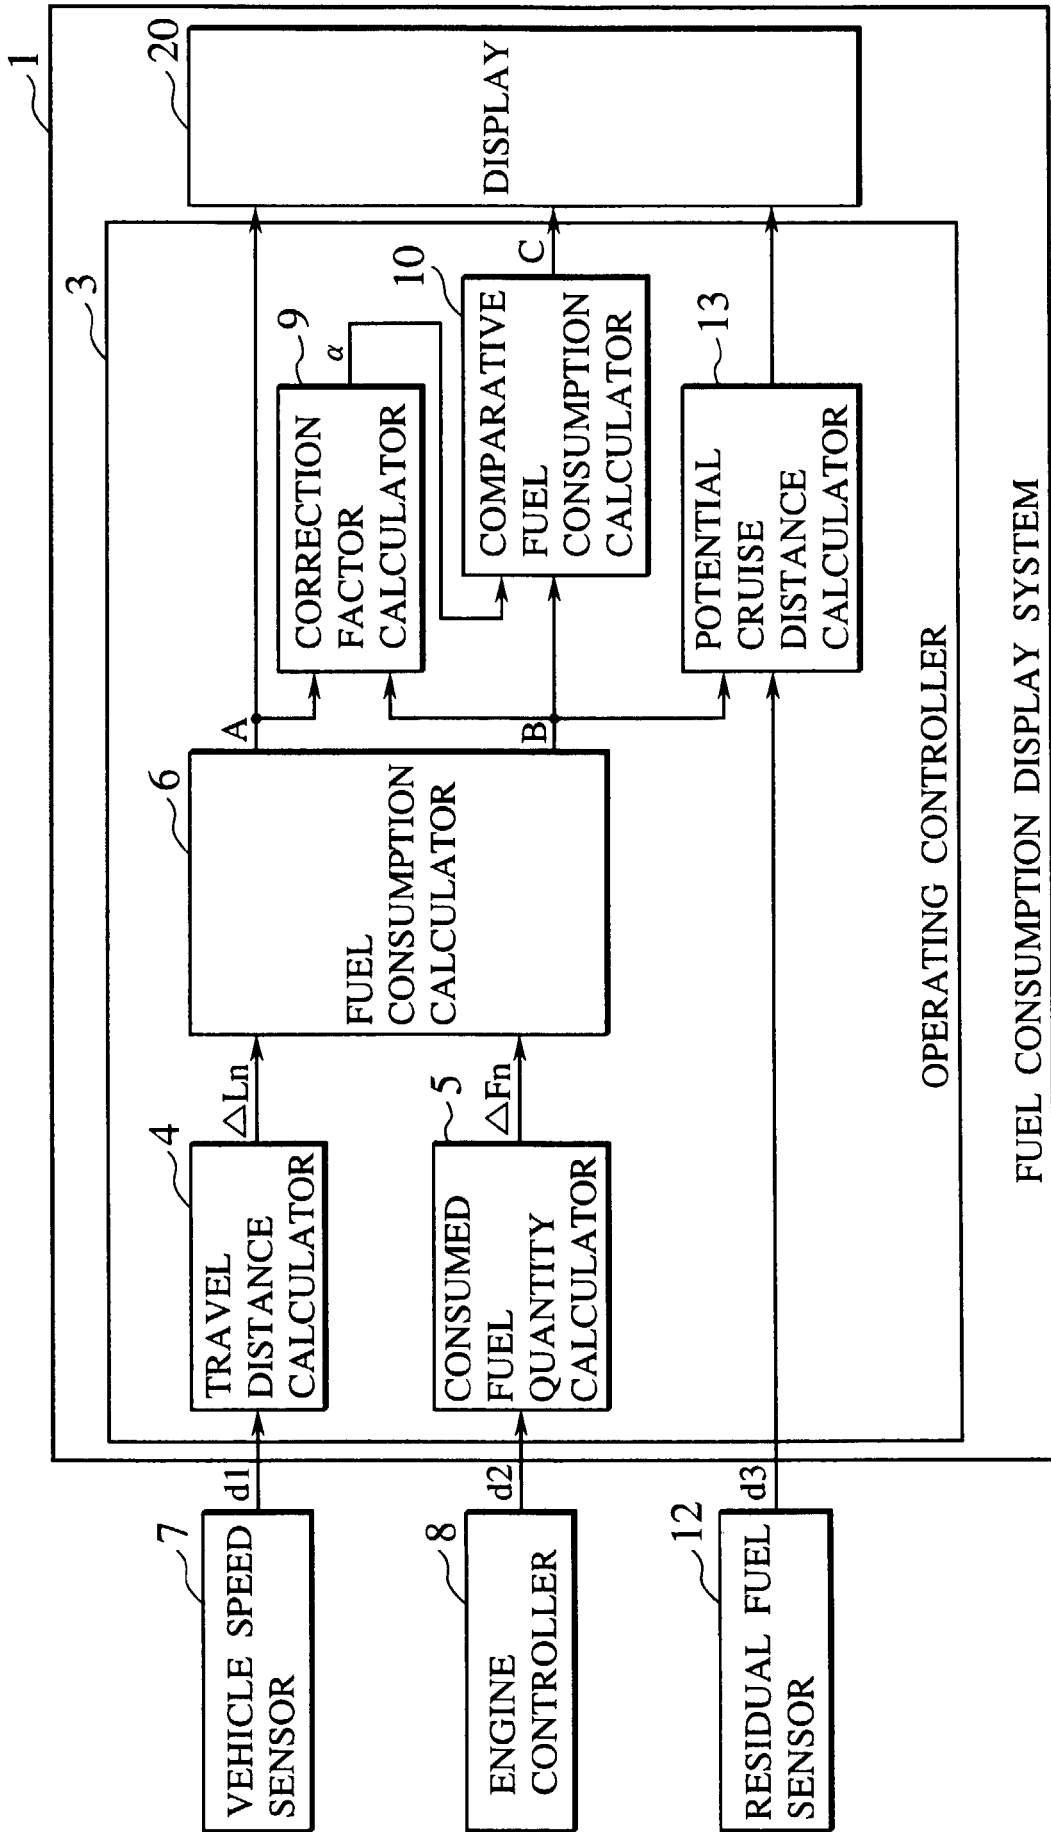 1
3
20
DISPLAY
7
VEHICLE SPEED
SENSOR
d1
4
TRAVEL
DISTANCE
CALCULATOR
△Ln
6
FUEL
CONSUMPTION
CALCULATOR
A
B
9
CORRECTION
FACTOR
CALCULATOR
α
10
COMPARATIVE
FUEL
CONSUMPTION
CALCULATOR
C
8
ENGINE
CONTROLLER
d2
5
CONSUMED
FUEL
QUANTITY
CALCULATOR
△Fn
12
RESIDUAL FUEL
SENSOR
d3
13
POTENTIAL
CRUISE
DISTANCE
CALCULATOR
OPERATING CONTROLLER
FUEL CONSUMPTION DISPLAY SYSTEM